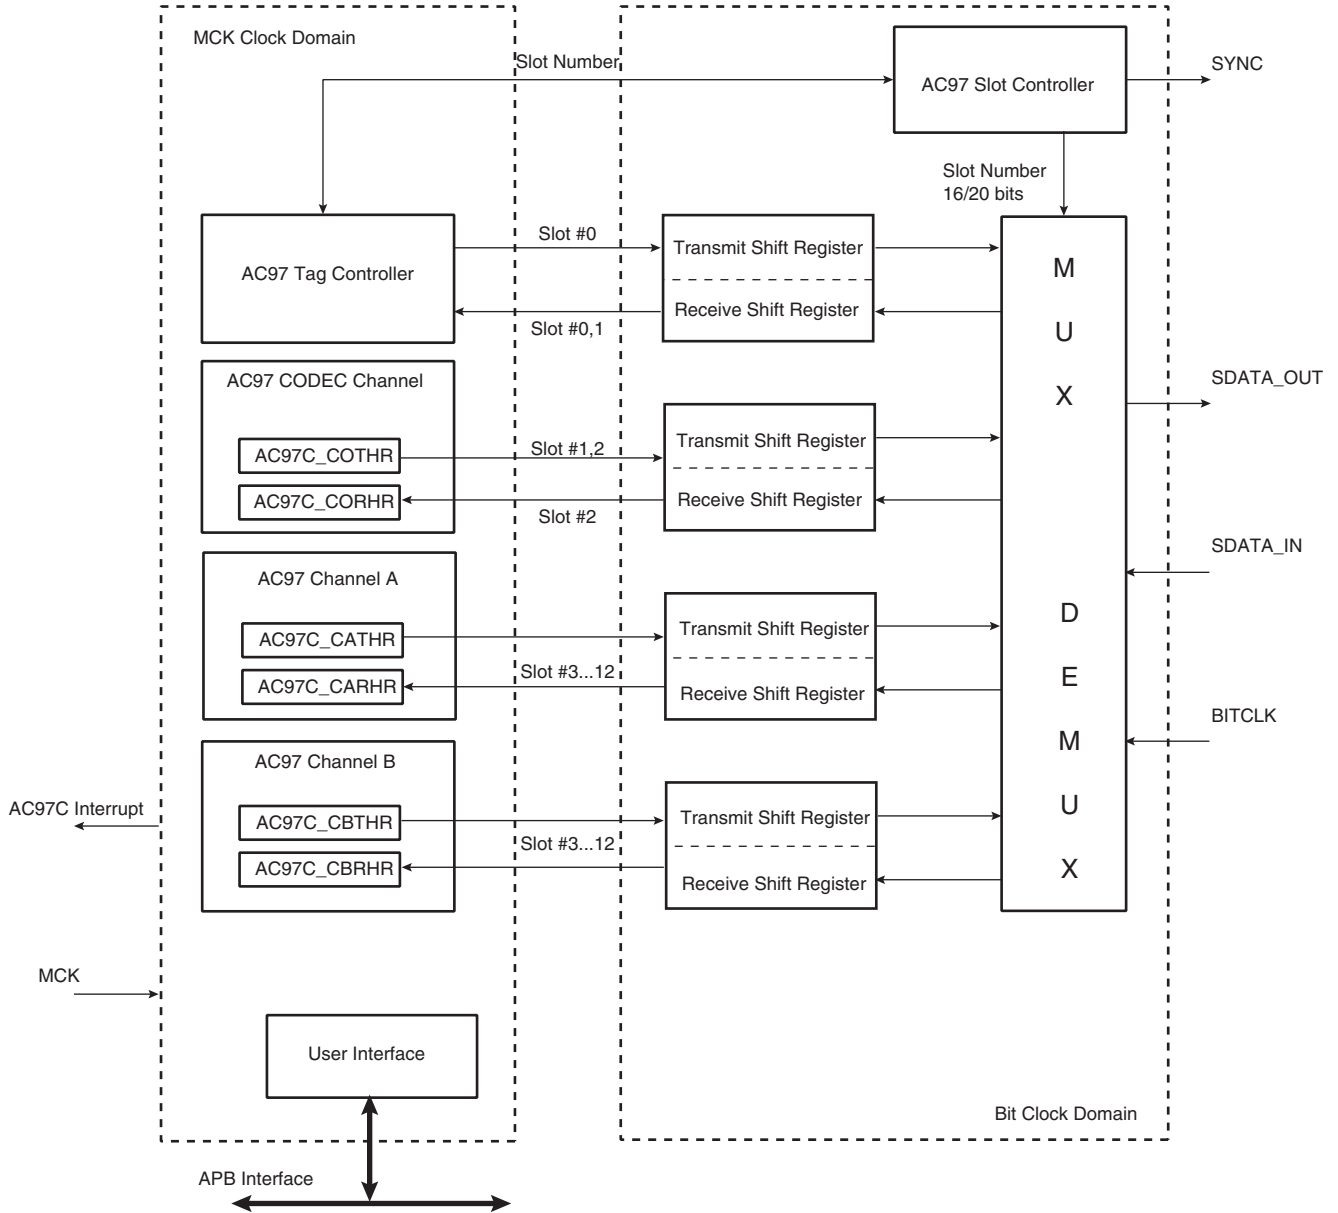 MCK Clock Domain
Slot Number
AC97 Slot Controller
SYNC
Slot Number
16/20 bits
AC97 Tag Controller
Slot #0
Slot #0,1
Transmit Shift Register
Receive Shift Register
M
U
X
D
E
M
U
X
SDATA_OUT
SDATA_IN
BITCLK
AC97 CODEC Channel
AC97C_COTHR
AC97C_CORHR
Slot #1,2
Slot #2
Transmit Shift Register
Receive Shift Register
AC97 Channel A
AC97C_CATHR
AC97C_CARHR
Slot #3...12
Transmit Shift Register
Receive Shift Register
AC97 Channel B
AC97C_CBTHR
AC97C_CBRHR
Slot #3...12
Transmit Shift Register
Receive Shift Register
AC97C Interrupt
MCK
User Interface
Bit Clock Domain
APB Interface